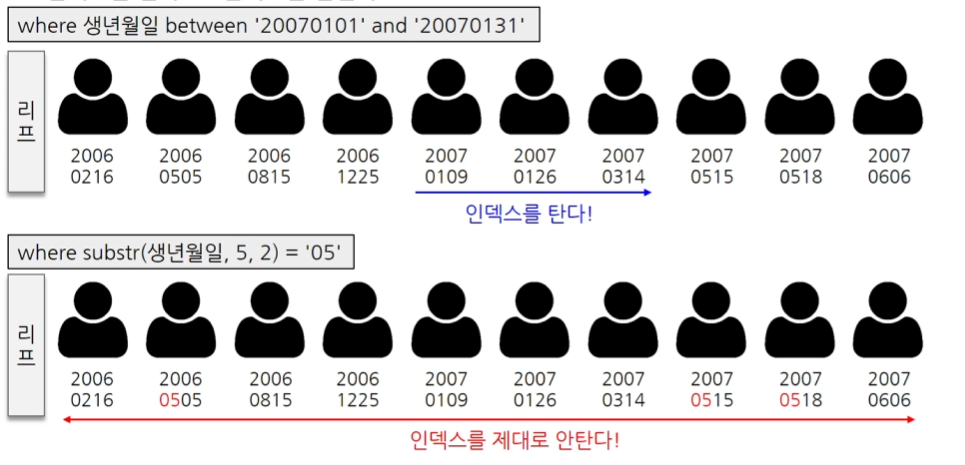 where 생년월일 between '20070101' and '20070131'
리
프
2006 2006 2006 2006 2007 2007 2007 2007 2007 2007
0216 0505 0815 1225 0109 0126 0314 0515 0518 0606
인덱스를 탄다!
where substr(생년월일, 5, 2) = '05'
리
프
2006 2006 2006 2006 2007 2007 2007 2007 2007 2007
0216 0505 0815 1225 0109 0126 0314 0515 0518 0606
인덱스를 제대로 안탄다!